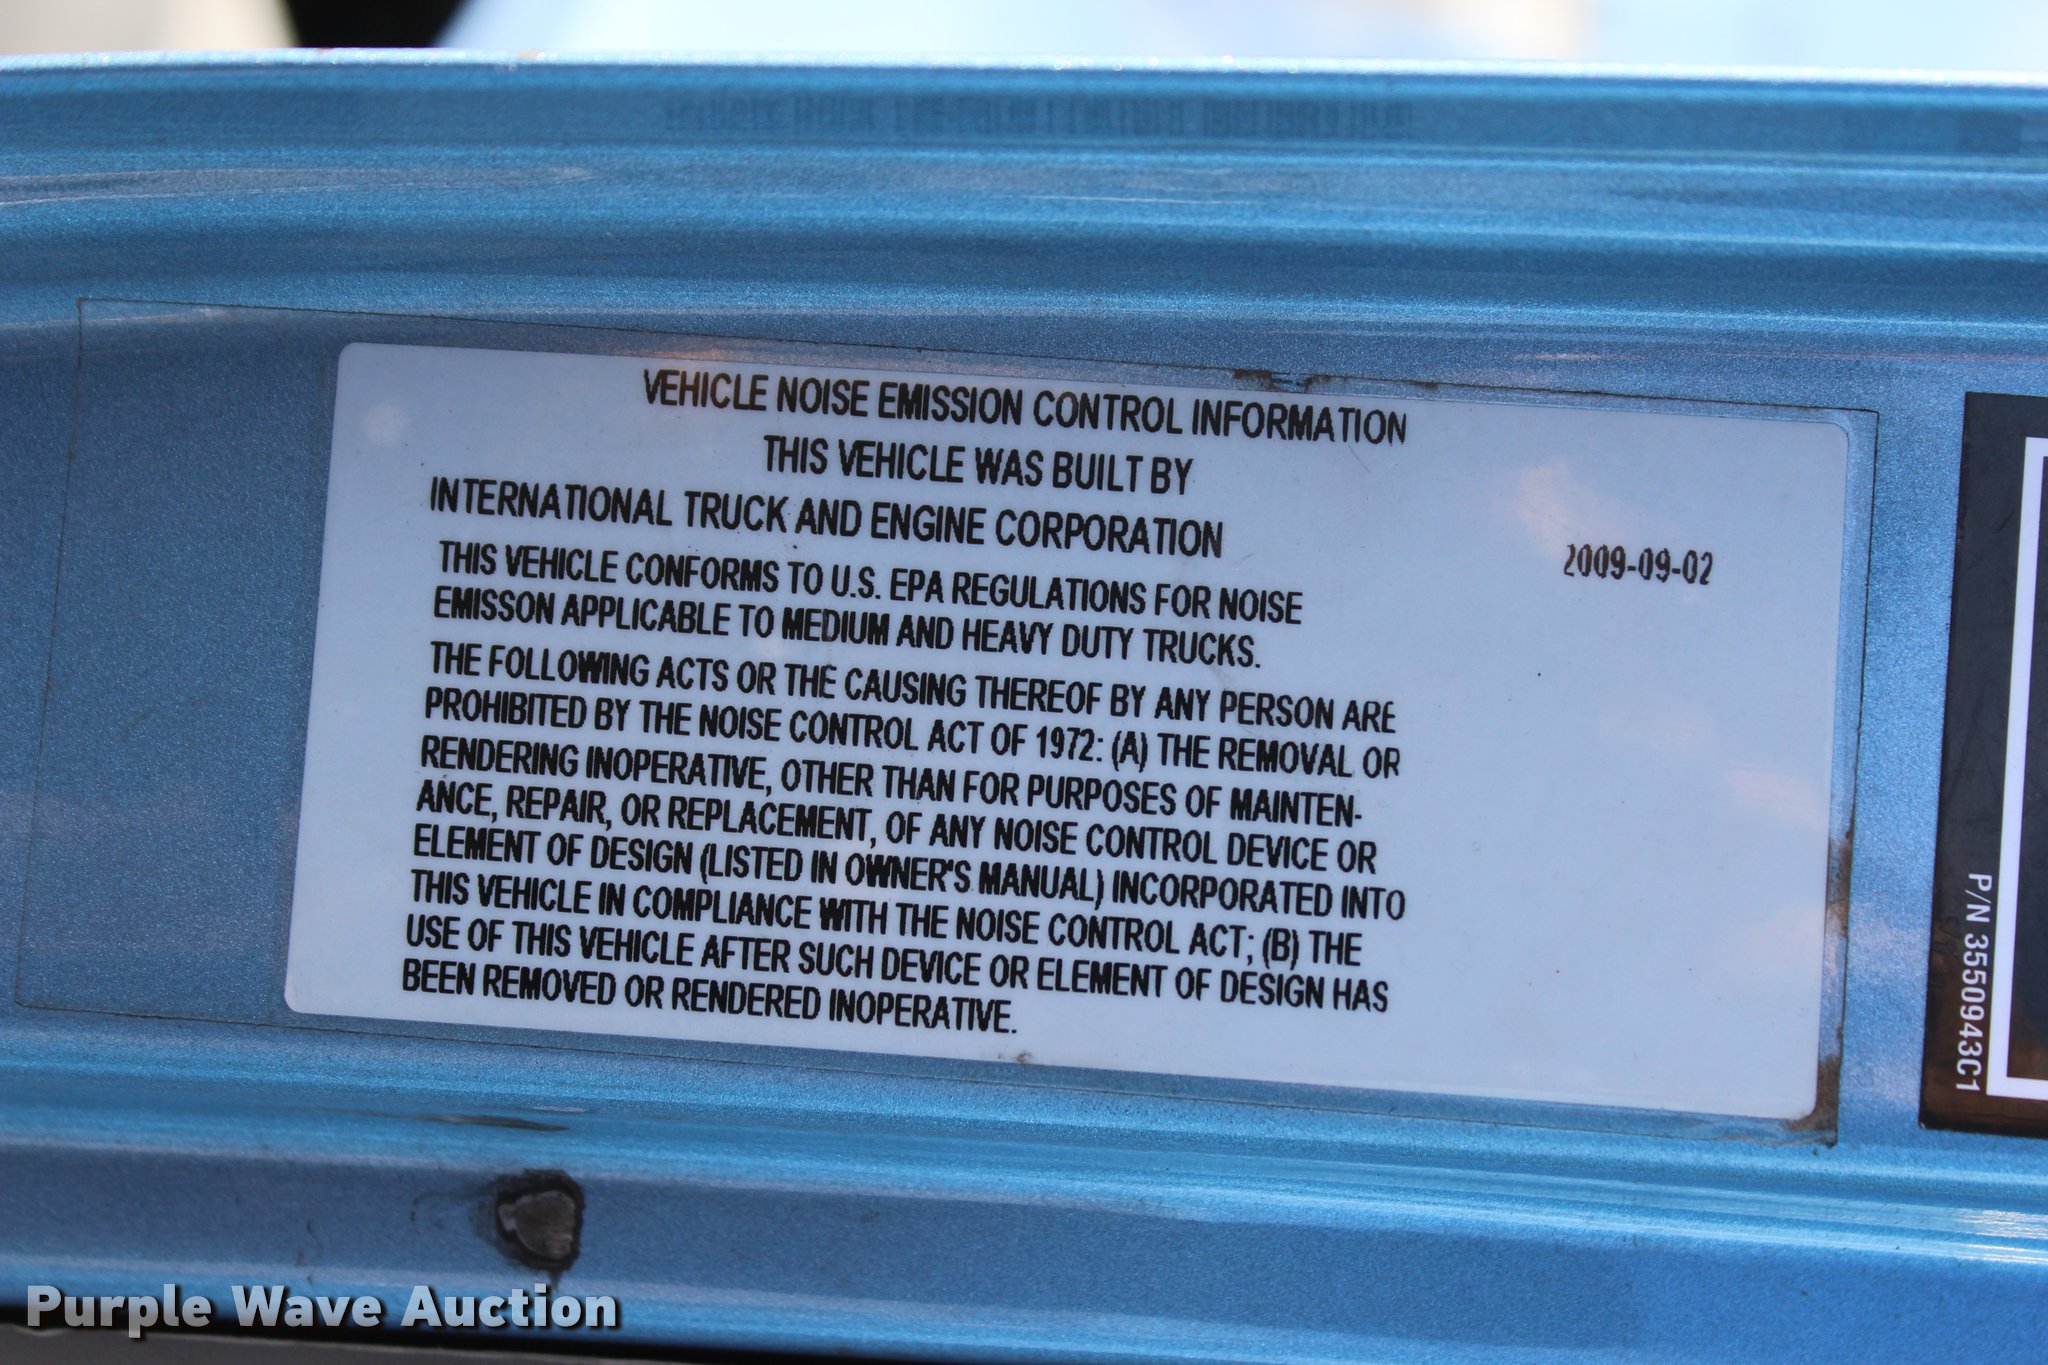 VEHICLE NOISE EMISSION CONTROL INFORMATION
THIS VEHICLE WAS BUILT BY
INTERNATIONAL TRUCK AND ENGINE CORPORATION
2009-09-02
THIS VEHICLE CONFORMS TO U.S. EPA REGULATIONS FOR NOISE
EMISSON APPLICABLE TO MEDIUM AND HEAVY DUTY TRUCKS.
THE FOLLOWING ACTS OR THE CAUSING THEREOF BY ANY PERSON ARE
PROHIBITED BY THE NOISE CONTROL ACT OF 1972: (A) THE REMOVAL OR
RENDERING INOPERATIVE, OTHER THAN FOR PURPOSES OF MAINTEN-
ANCE, REPAIR, OR REPLACEMENT, OF ANY NOISE CONTROL DEVICE OR
ELEMENT OF DESIGN (LISTED IN OWNER'S MANUAL) INCORPORATED INTO
THIS VEHICLE IN COMPLIANCE WITH THE NOISE CONTROL ACT; (B) THE
USE OF THIS VEHICLE AFTER SUCH DEVICE OR ELEMENT OF DESIGN HAS
BEEN REMOVED OR RENDERED INOPERATIVE.
P/N 3550943C1
Purple Wave Auction